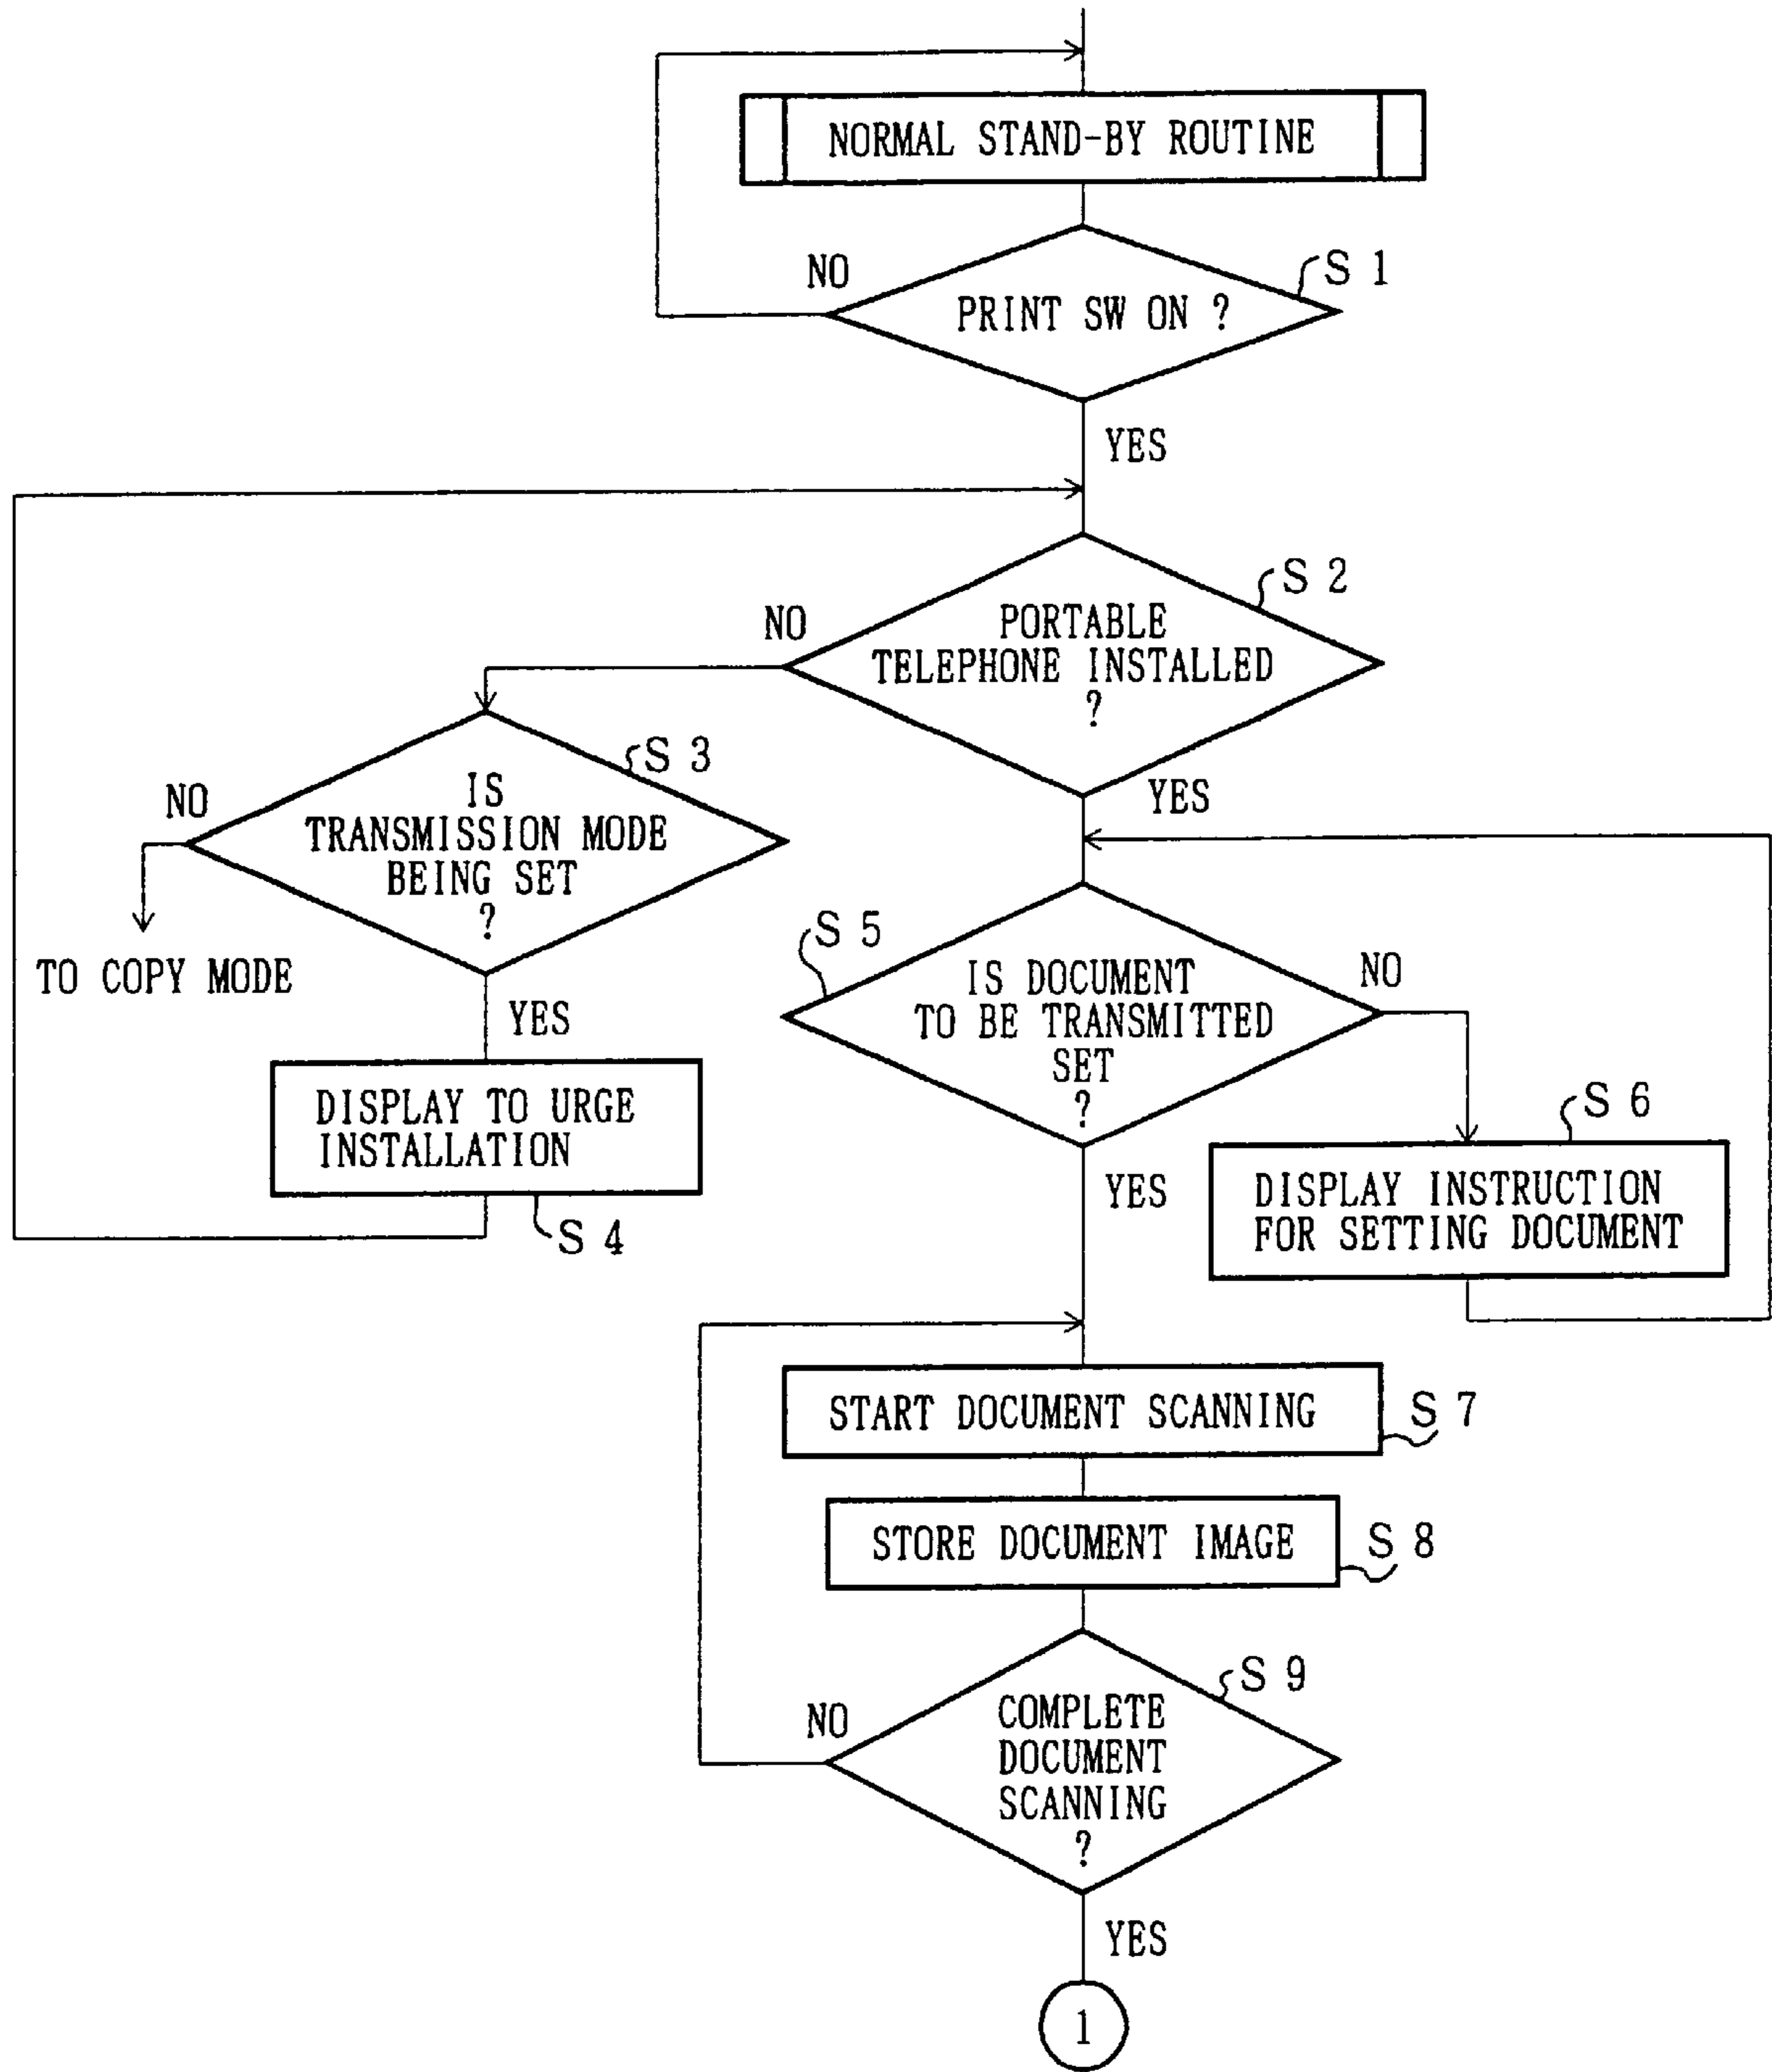 NORMAL STAND-BY ROUTINE
NO
S 1
PRINT SW ON ?
YES
S 2
NO
PORTABLE
TELEPHONE INSTALLED
?
YES
S 3
NO
IS
TRANSMISSION MODE
BEING SET
?
TO COPY MODE
YES
DISPLAY TO URGE
INSTALLATION
S 4
S 5
NO
IS DOCUMENT
TO BE TRANSMITTED
SET
?
YES
S 6
DISPLAY INSTRUCTION
FOR SETTING DOCUMENT
START DOCUMENT SCANNING
S 7
STORE DOCUMENT IMAGE
S 8
S 9
NO
COMPLETE
DOCUMENT
SCANNING
?
YES
1